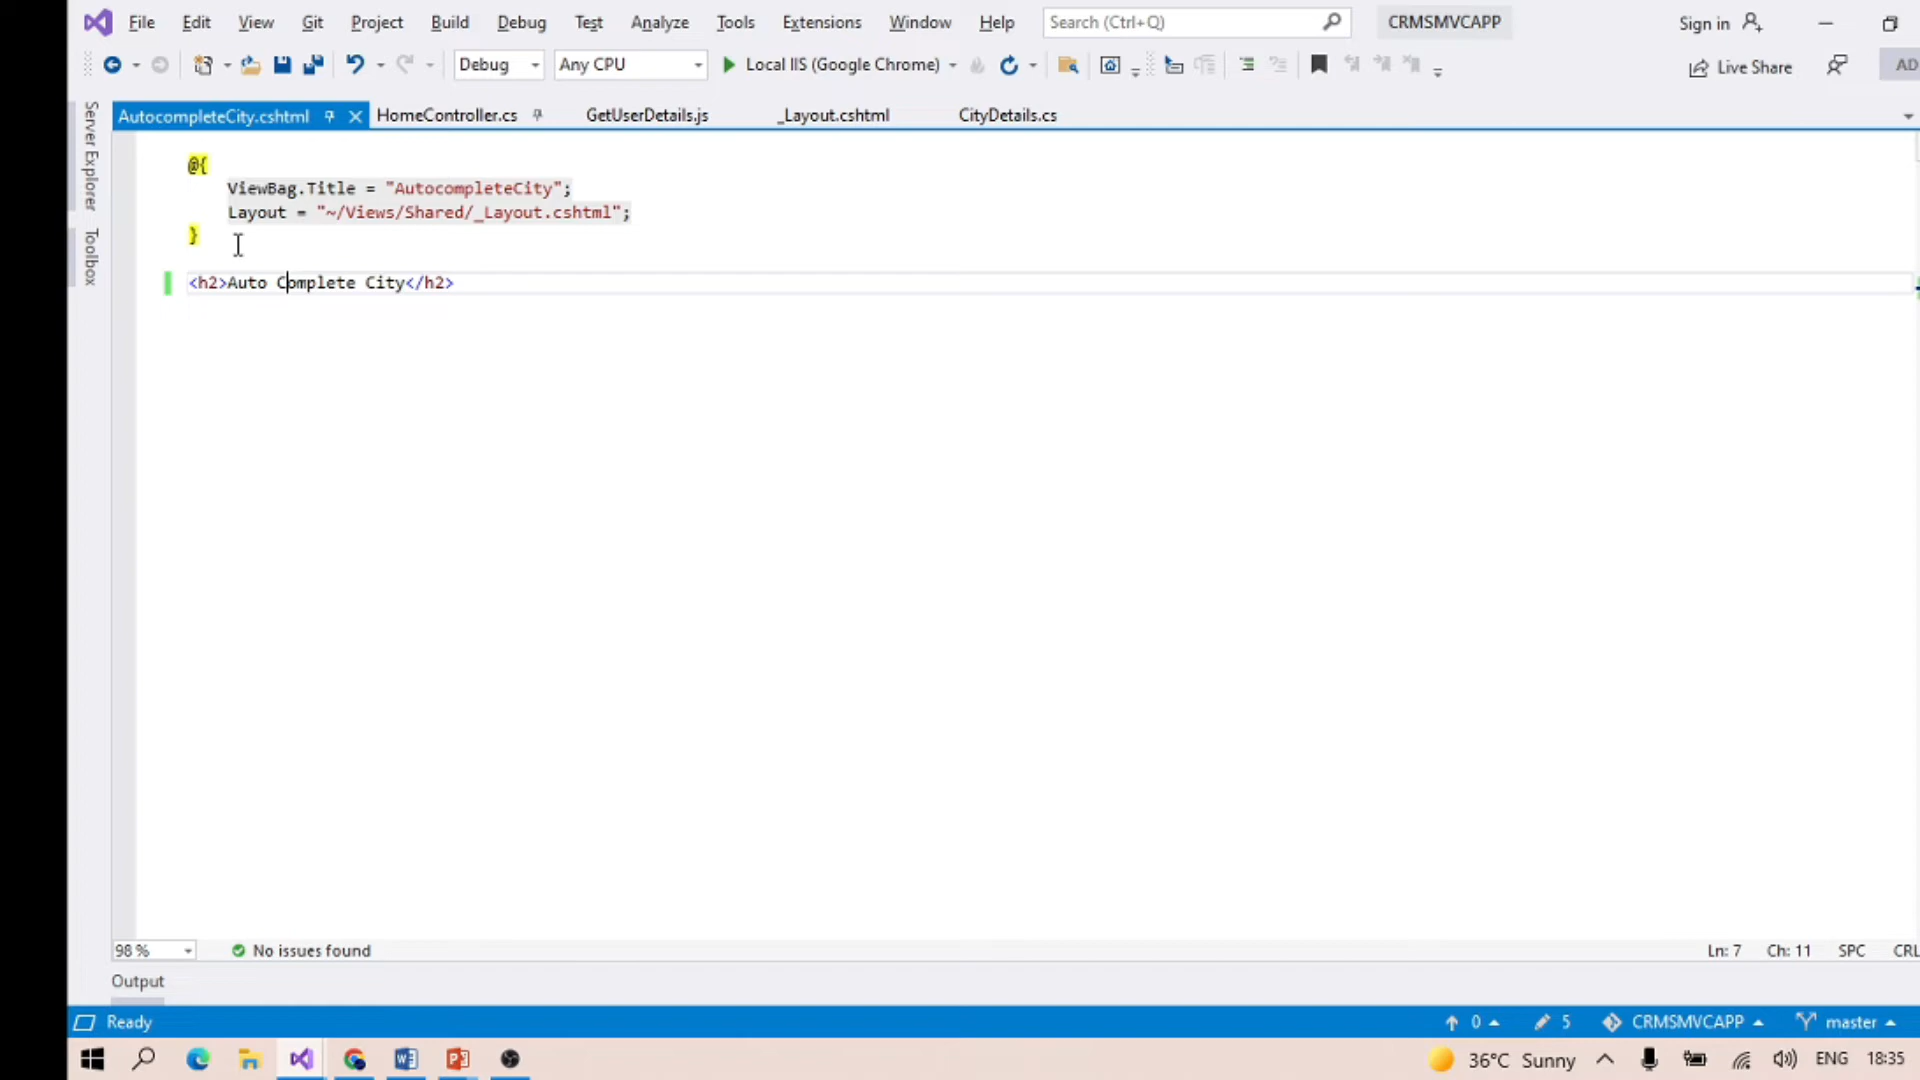 File Edit View Git Project Build Debug Test Analyze Tools Extensions Window Help Search (Ctrl+Q) CRMSMVCAPP Sign in
Debug Any CPU Local IIS (Google Chrome) Live Share AD
AutocompleteCity.cshtml HomeController.cs GetUserDetails.js _Layout.cshtml CityDetails.cs
Server Explorer
Toolbox
@{
ViewBag.Title = "AutocompleteCity";
Layout = "~/Views/Shared/_Layout.cshtml";
}
<h2>Auto Complete City</h2>
98 % No issues found Ln: 7 Ch: 11 SPC CRL
Output
Ready 0 5 CRMSMVCAPP master
36°C Sunny ENG 18:35